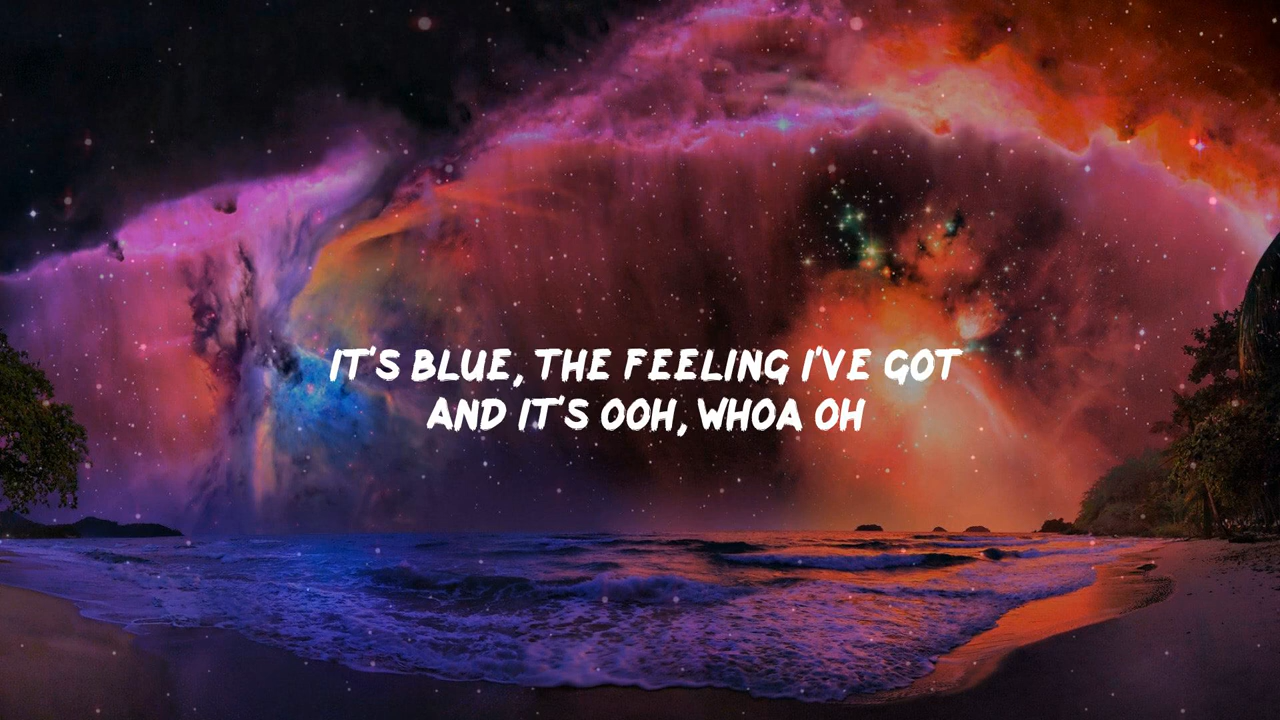 IT'S BLUE, THE FEELING I'VE GOT
AND IT'S OOH, WHOA OH